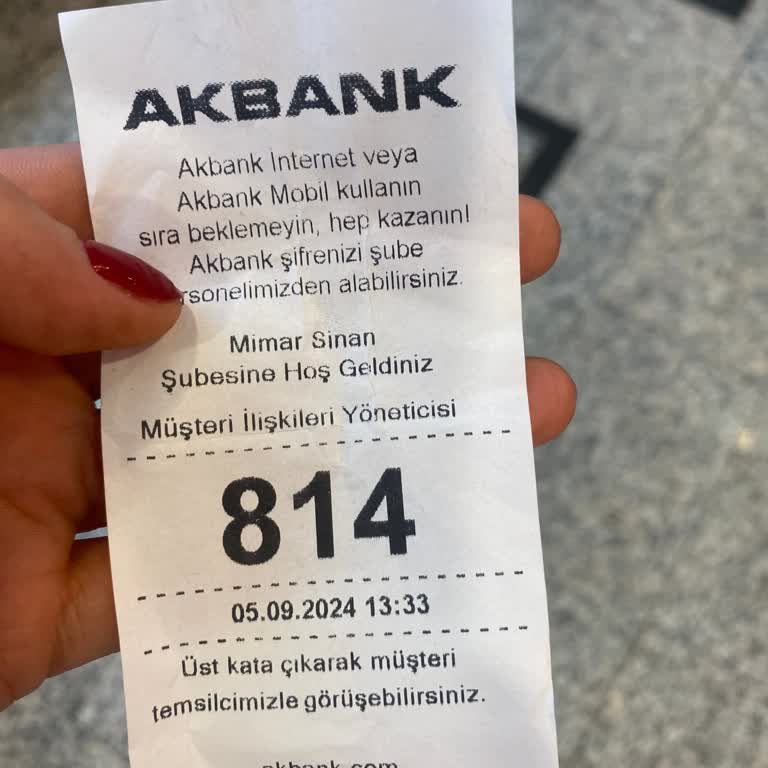 AKBANK
Akbank Internet veya
Akbank Mobil kullanın
sıra beklemeyin, hep kazanın!
Akbank şifrenizi şube
rsonelimizden alabilirsiniz.
Mimar Sinan
Şubesine Hoş Geldiniz
Müşteri İlişkileri Yöneticisi
814
05.09.2024 13:33
Üst kata çıkarak müşteri
temsilcimizle görüşebilirsiniz.
akbank.com